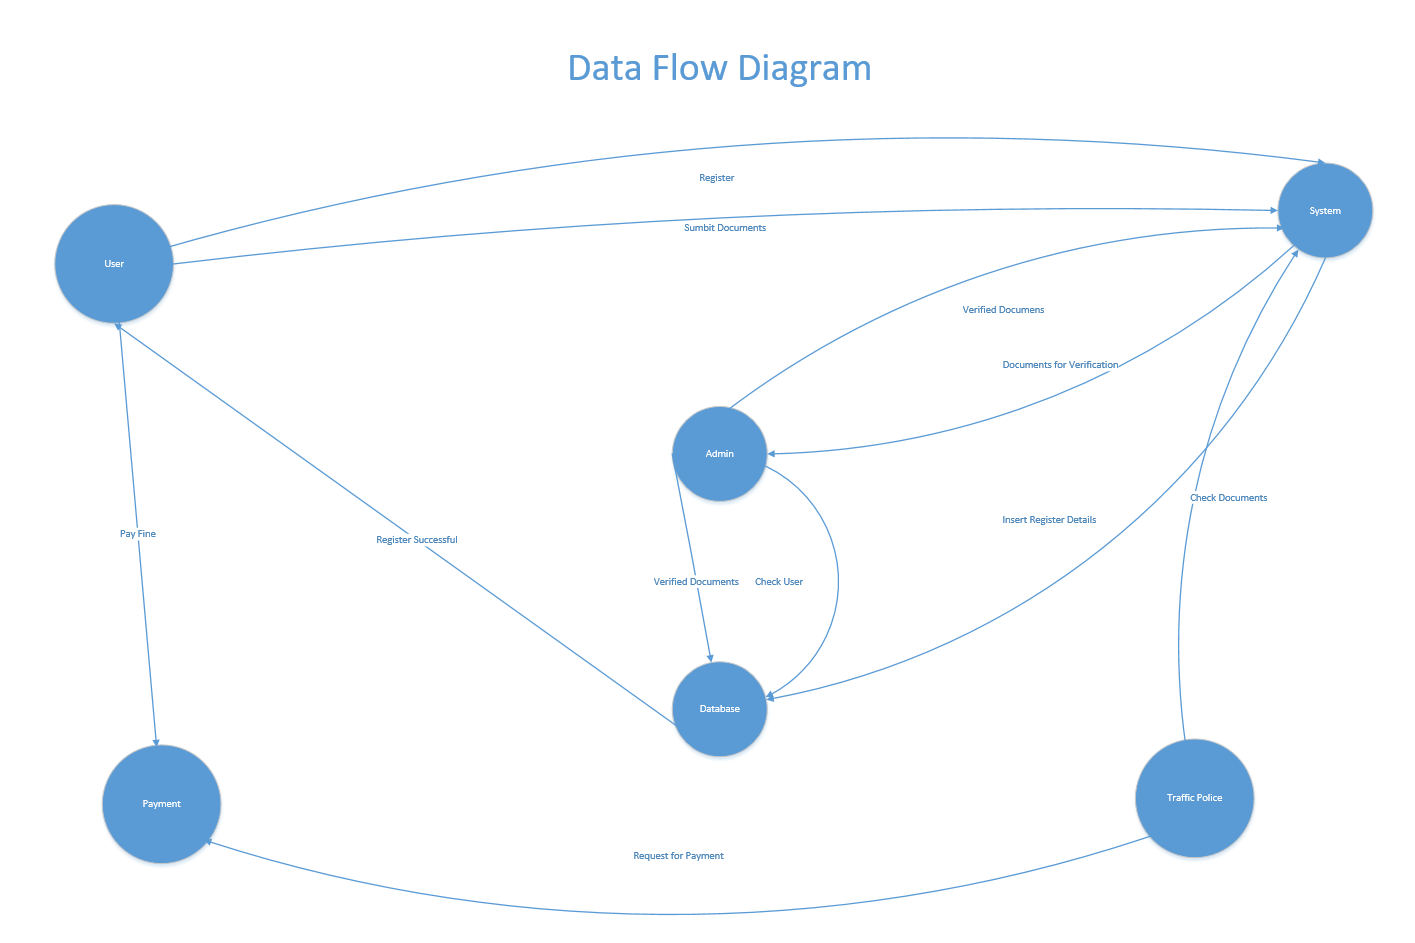 Data Flow Diagram
Register
System
Sumbit Documents
User
Verified Documens
Documents for Verification
Admin
Check Documents
Insert Register Details
Pay Fine
Register Successful
Verified Documents
Check User
Database
Traffic Police
Payment
Request for Payment